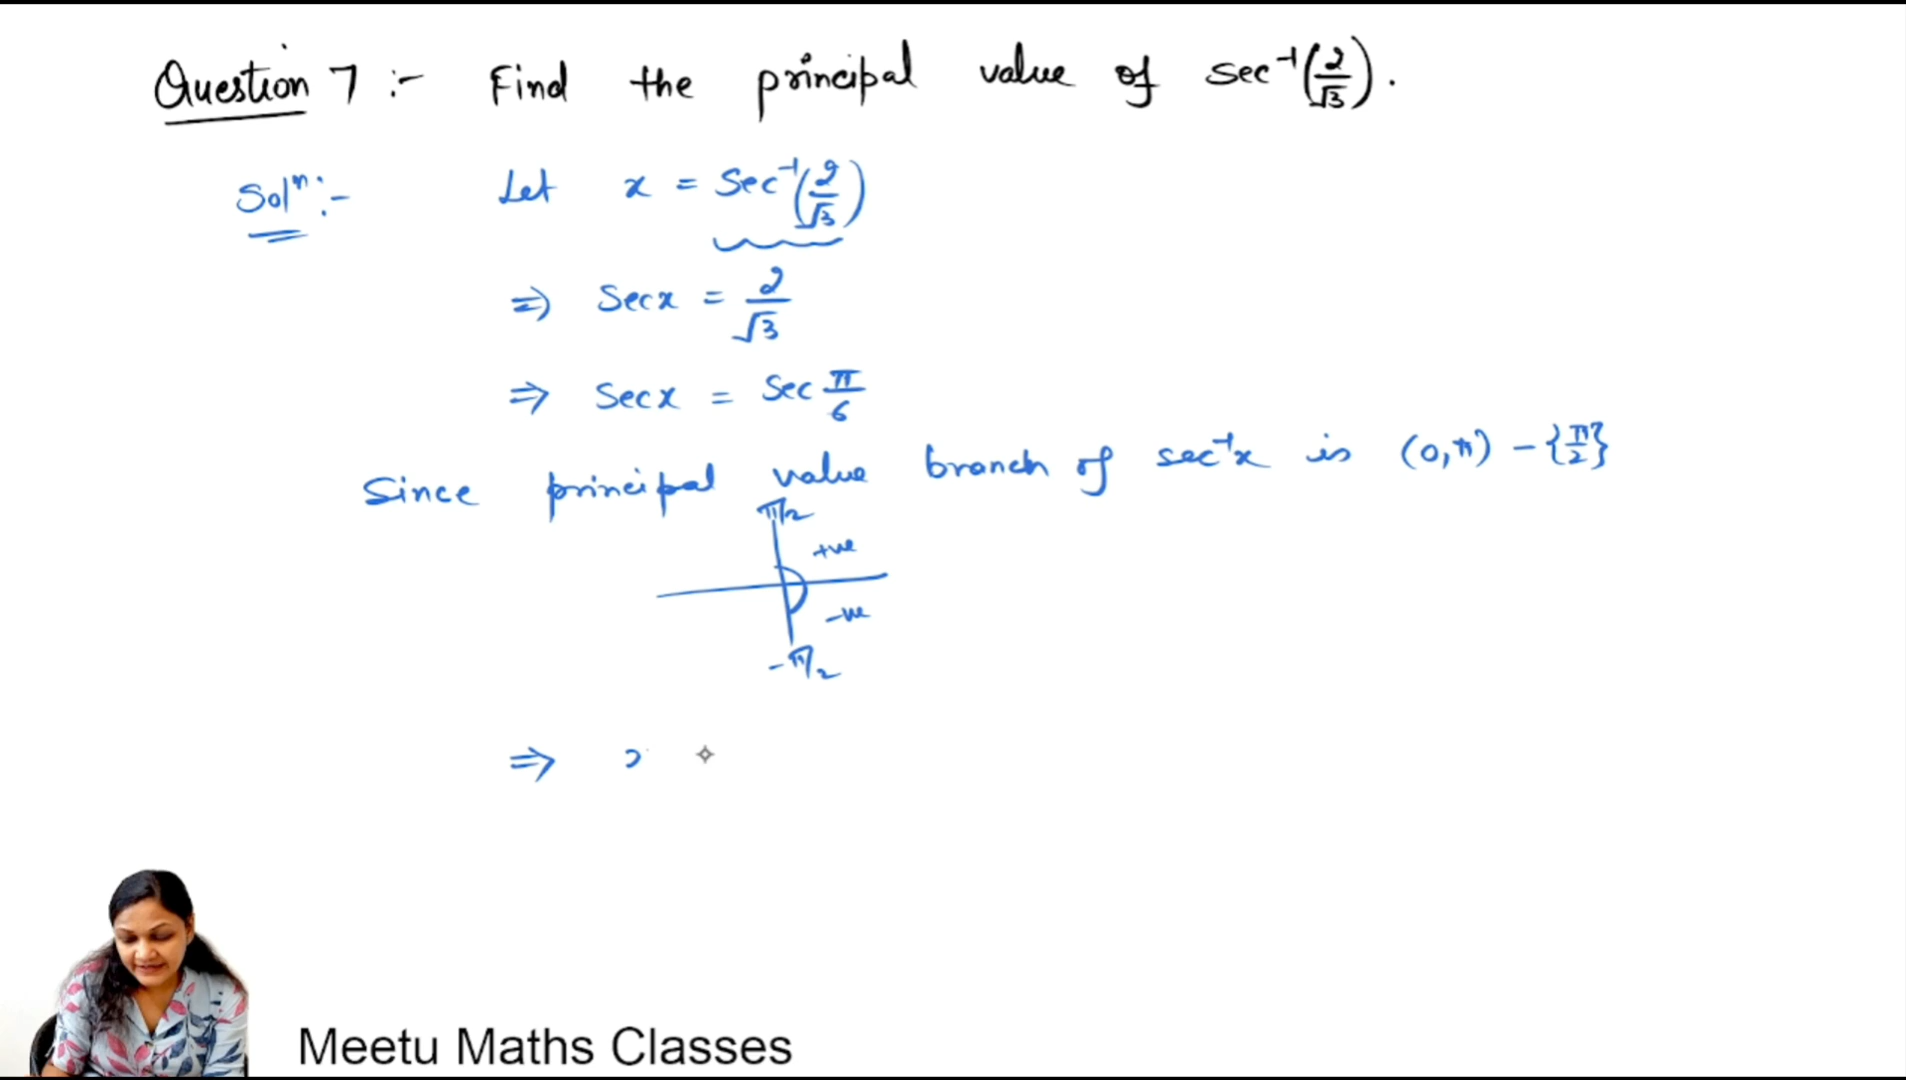 Question 7 :- Find the principal value of sec⁻¹(2/√3).
Solⁿ:- Let x = Sec⁻¹(2/√3)
⇒ Secx = 2/√3
⇒ Secx = Sec π/6
Since principal value branch of sec⁻¹x is (0,π) - {π/2}
π/2
+ve
-ve
-π/2
⇒
Meetu Maths Classes